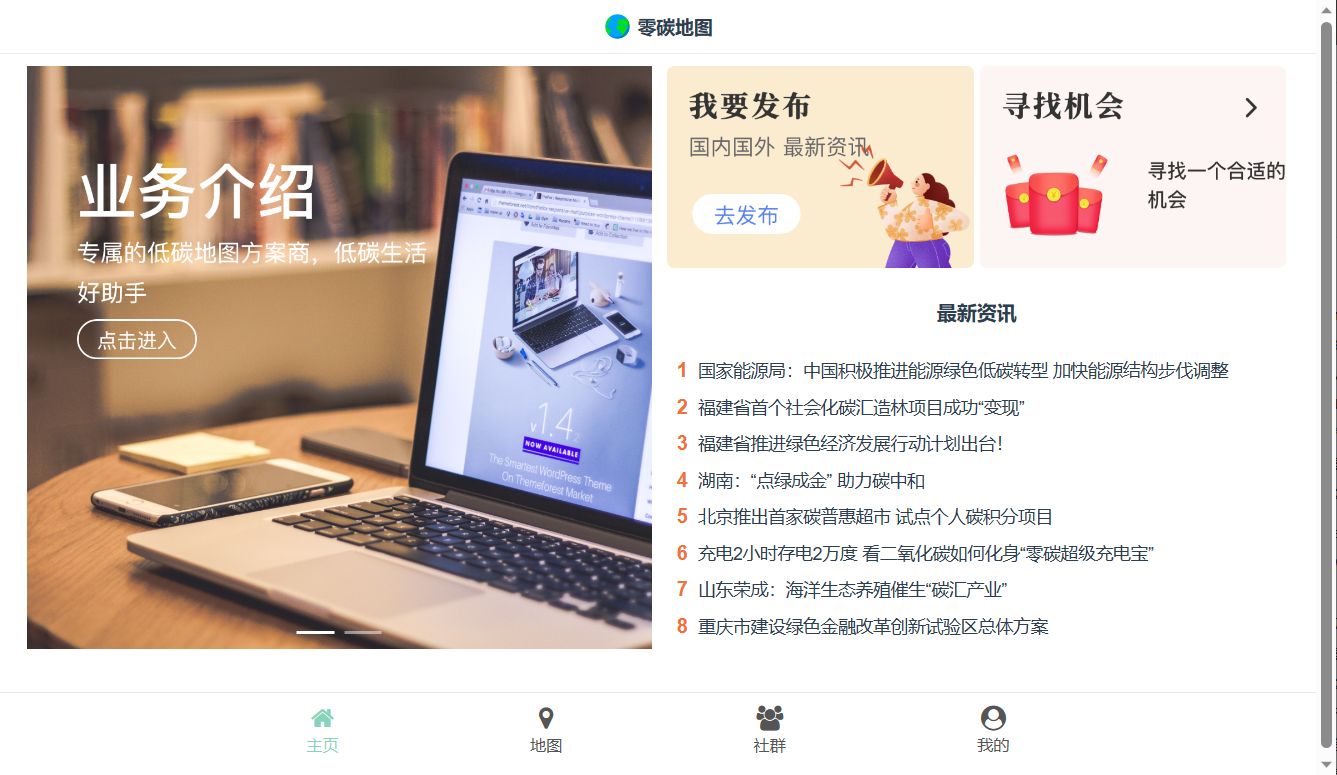 零碳地图
业务介绍
专属的低碳地图方案商，低碳生活
好助手
点击进入
v1.4.2
NOW AVAILABLE
The Smartest WordPress Theme
On Themeforest Market
我要发布
国内国外 最新资讯
去发布
寻找机会
寻找一个合适的
机会
最新资讯
1 国家能源局：中国积极推进能源绿色低碳转型 加快能源结构步伐调整
2 福建省首个社会化碳汇造林项目成功“变现”
3 福建省推进绿色经济发展行动计划出台！
4 湖南：“点绿成金” 助力碳中和
5 北京推出首家碳普惠超市 试点个人碳积分项目
6 充电2小时存电2万度 看二氧化碳如何化身“零碳超级充电宝”
7 山东荣成：海洋生态养殖催生“碳汇产业”
8 重庆市建设绿色金融改革创新试验区总体方案
主页
地图
社群
我的